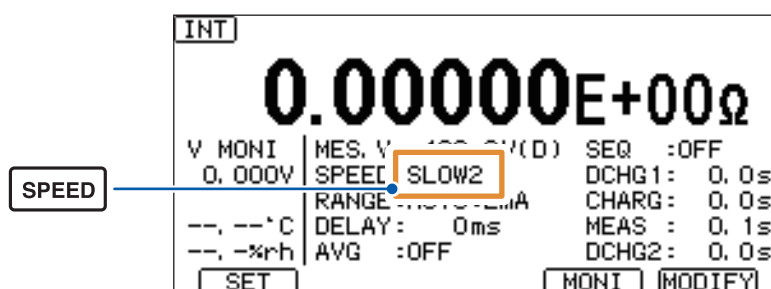 INT
0.00000E+00Ω
V MONI MES. V (D) SEQ :OFF
SPEED 0.000V SPEED SLOW2 DCHG1: 0.0s
RANGE CHARG: 0.0s
--.--°C DELAY: 0ms MEAS : 0.1s
--.-%rh AVG :OFF DCHG2: 0.0s
SET MONI MODIFY